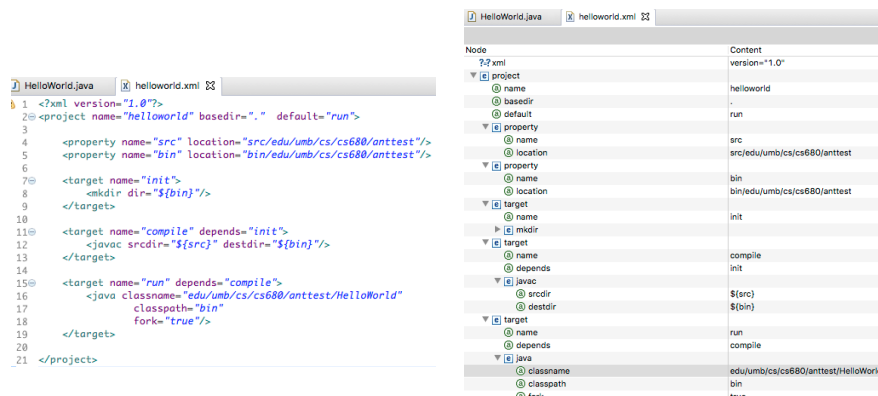 HelloWorld.java helloworld.xml
1 <?xml version="1.0"?>
2 <project name="helloworld" basedir="."  default="run">
3
4     <property name="src" location="src/edu/umb/cs/cs680/anttest"/>
5     <property name="bin" location="bin/edu/umb/cs/cs680/anttest"/>
6
7     <target name="init">
8         <mkdir dir="${bin}"/>
9     </target>
10
11     <target name="compile" depends="init">
12         <javac srcdir="${src}" destdir="${bin}"/>
13     </target>
14
15     <target name="run" depends="compile">
16         <java classname="edu/umb/cs/cs680/anttest/HelloWorld"
17               classpath="bin"
18               fork="true"/>
19     </target>
20
21 </project>
HelloWorld.java helloworld.xml
Node Content
?-? xml version="1.0"
e project
a name helloworld
a basedir .
a default run
e property
a name src
a location src/edu/umb/cs/cs680/anttest
e property
a name bin
a location bin/edu/umb/cs/cs680/anttest
e target
a name init
e mkdir
e target
a name compile
a depends init
e javac
a srcdir ${src}
a destdir ${bin}
e target
a name run
a depends compile
e java
a classname edu/umb/cs/cs680/anttest/HelloWorl
a classpath bin
a fork true